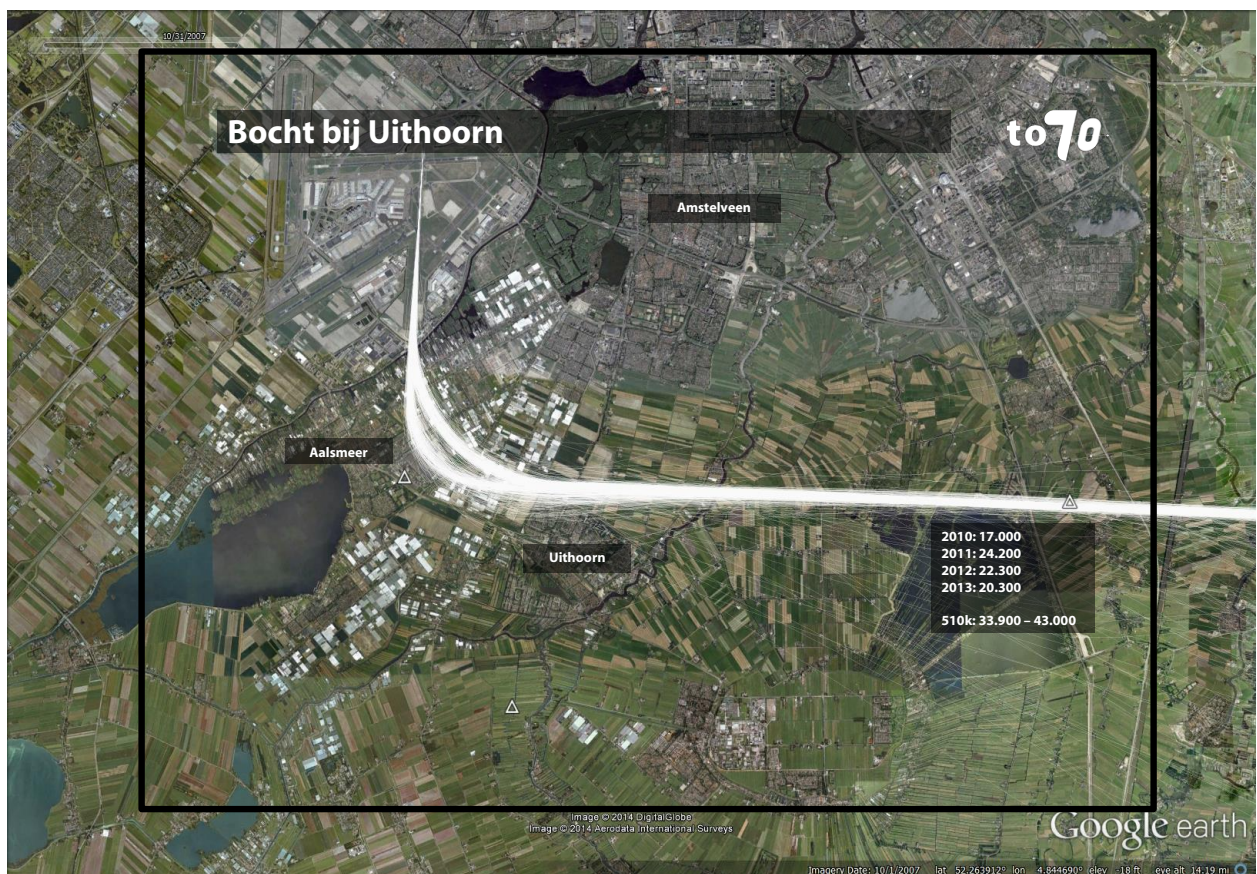 10/31/2007
Bocht bij Uithoorn
to70
Amstelveen
Aalsmeer
Uithoorn
2010: 17.000
2011: 24.200
2012: 22.300
2013: 20.300
510k: 33.900 – 43.000
Image © 2014 DigitalGlobe
Image © 2014 Aerodata International Surveys
Google earth
Imagery Date: 10/1/2007 lat 52.263912° lon 4.844690° elev -18 ft eye alt 14.19 mi